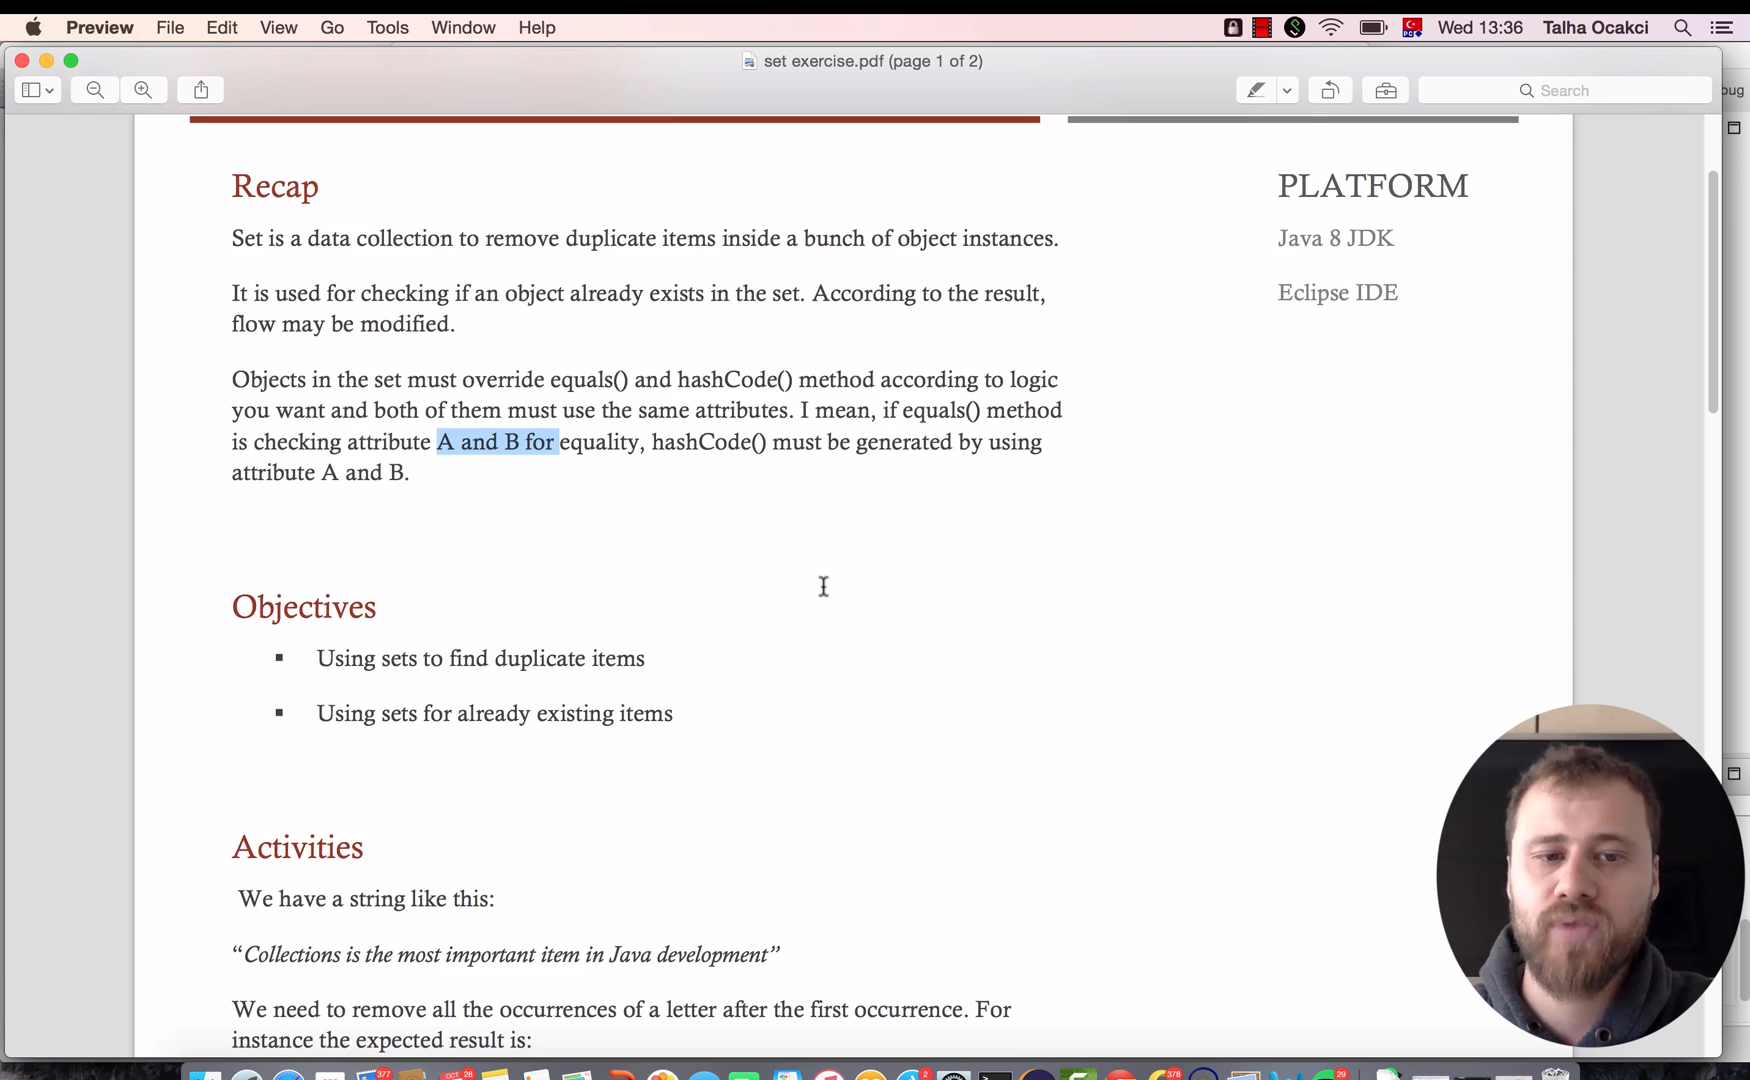 Preview File Edit View Go Tools Window Help Wed 13:36 Talha Ocakci
set exercise.pdf (page 1 of 2)
Search
bug
Recap
PLATFORM
Set is a data collection to remove duplicate items inside a bunch of object instances.
Java 8 JDK
It is used for checking if an object already exists in the set. According to the result,
Eclipse IDE
flow may be modified.
Objects in the set must override equals() and hashCode() method according to logic
you want and both of them must use the same attributes. I mean, if equals() method
is checking attribute A and B for equality, hashCode() must be generated by using
attribute A and B.
Objectives
▪ Using sets to find duplicate items
▪ Using sets for already existing items
Activities
We have a string like this:
“Collections is the most important item in Java development”
We need to remove all the occurrences of a letter after the first occurrence. For
instance the expected result is:
377 OCT 28 2 378 29